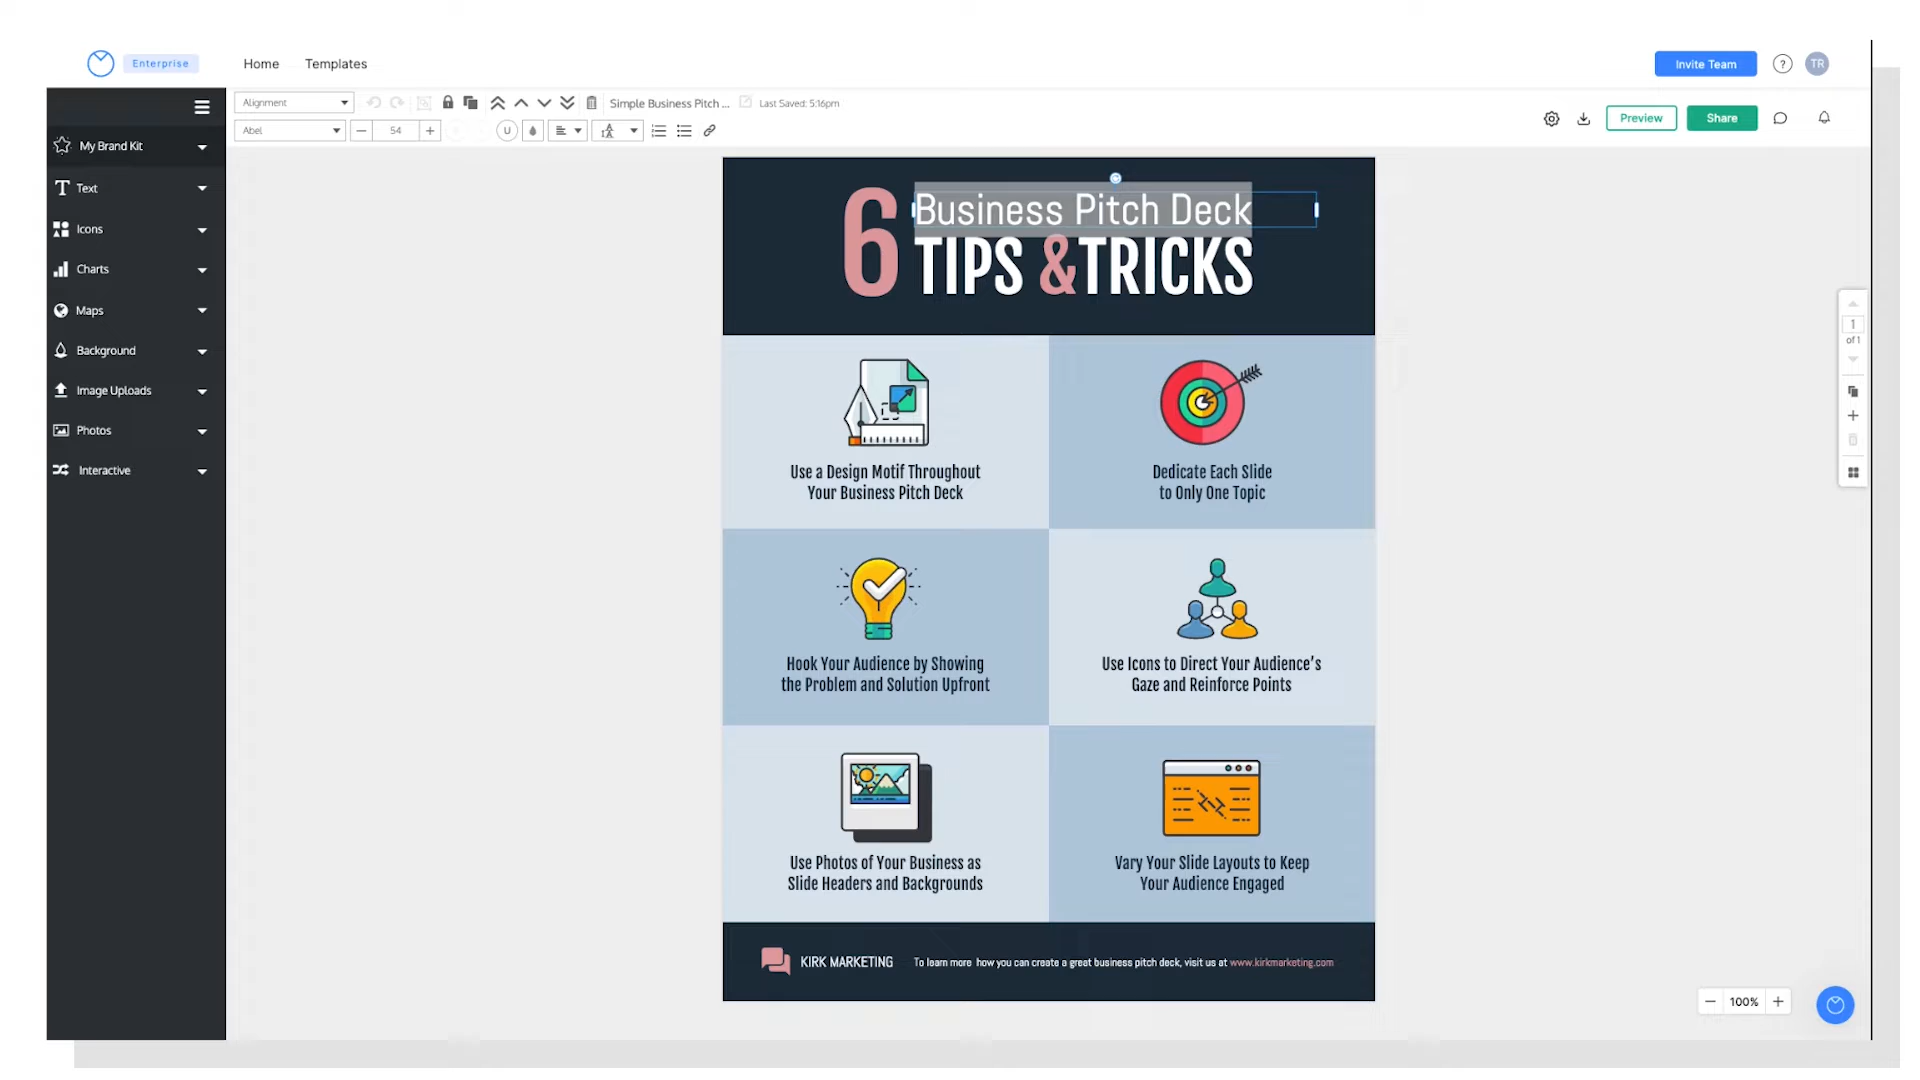 Enterprise
Home
Templates
Invite Team
?
TR
Alignment
Simple Business Pitch ...
Last Saved: 5:16pm
Abel
54
U
Preview
Share
My Brand Kit
Text
Icons
Charts
Maps
Background
Image Uploads
Photos
Interactive
6
Business Pitch Deck
TIPS &TRICKS
Use a Design Motif Throughout
Your Business Pitch Deck
Dedicate Each Slide
to Only One Topic
Hook Your Audience by Showing
the Problem and Solution Upfront
Use Icons to Direct Your Audience's
Gaze and Reinforce Points
Use Photos of Your Business as
Slide Headers and Backgrounds
Vary Your Slide Layouts to Keep
Your Audience Engaged
KIRK MARKETING
To learn more how you can create a great business pitch deck, visit us at www.kirkmarketing.com
1
of 1
100%